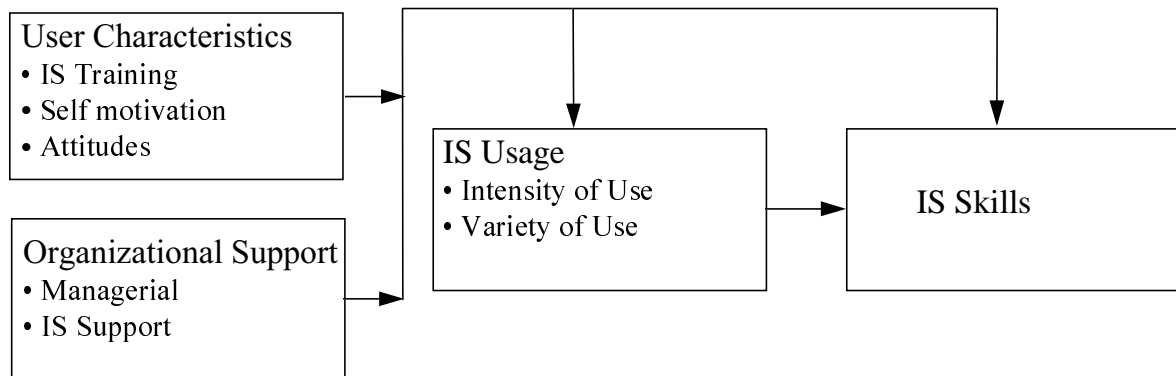 User Characteristics
• IS Training
• Self motivation
• Attitudes
Organizational Support
• Managerial
• IS Support
IS Usage
• Intensity of Use
• Variety of Use
IS Skills